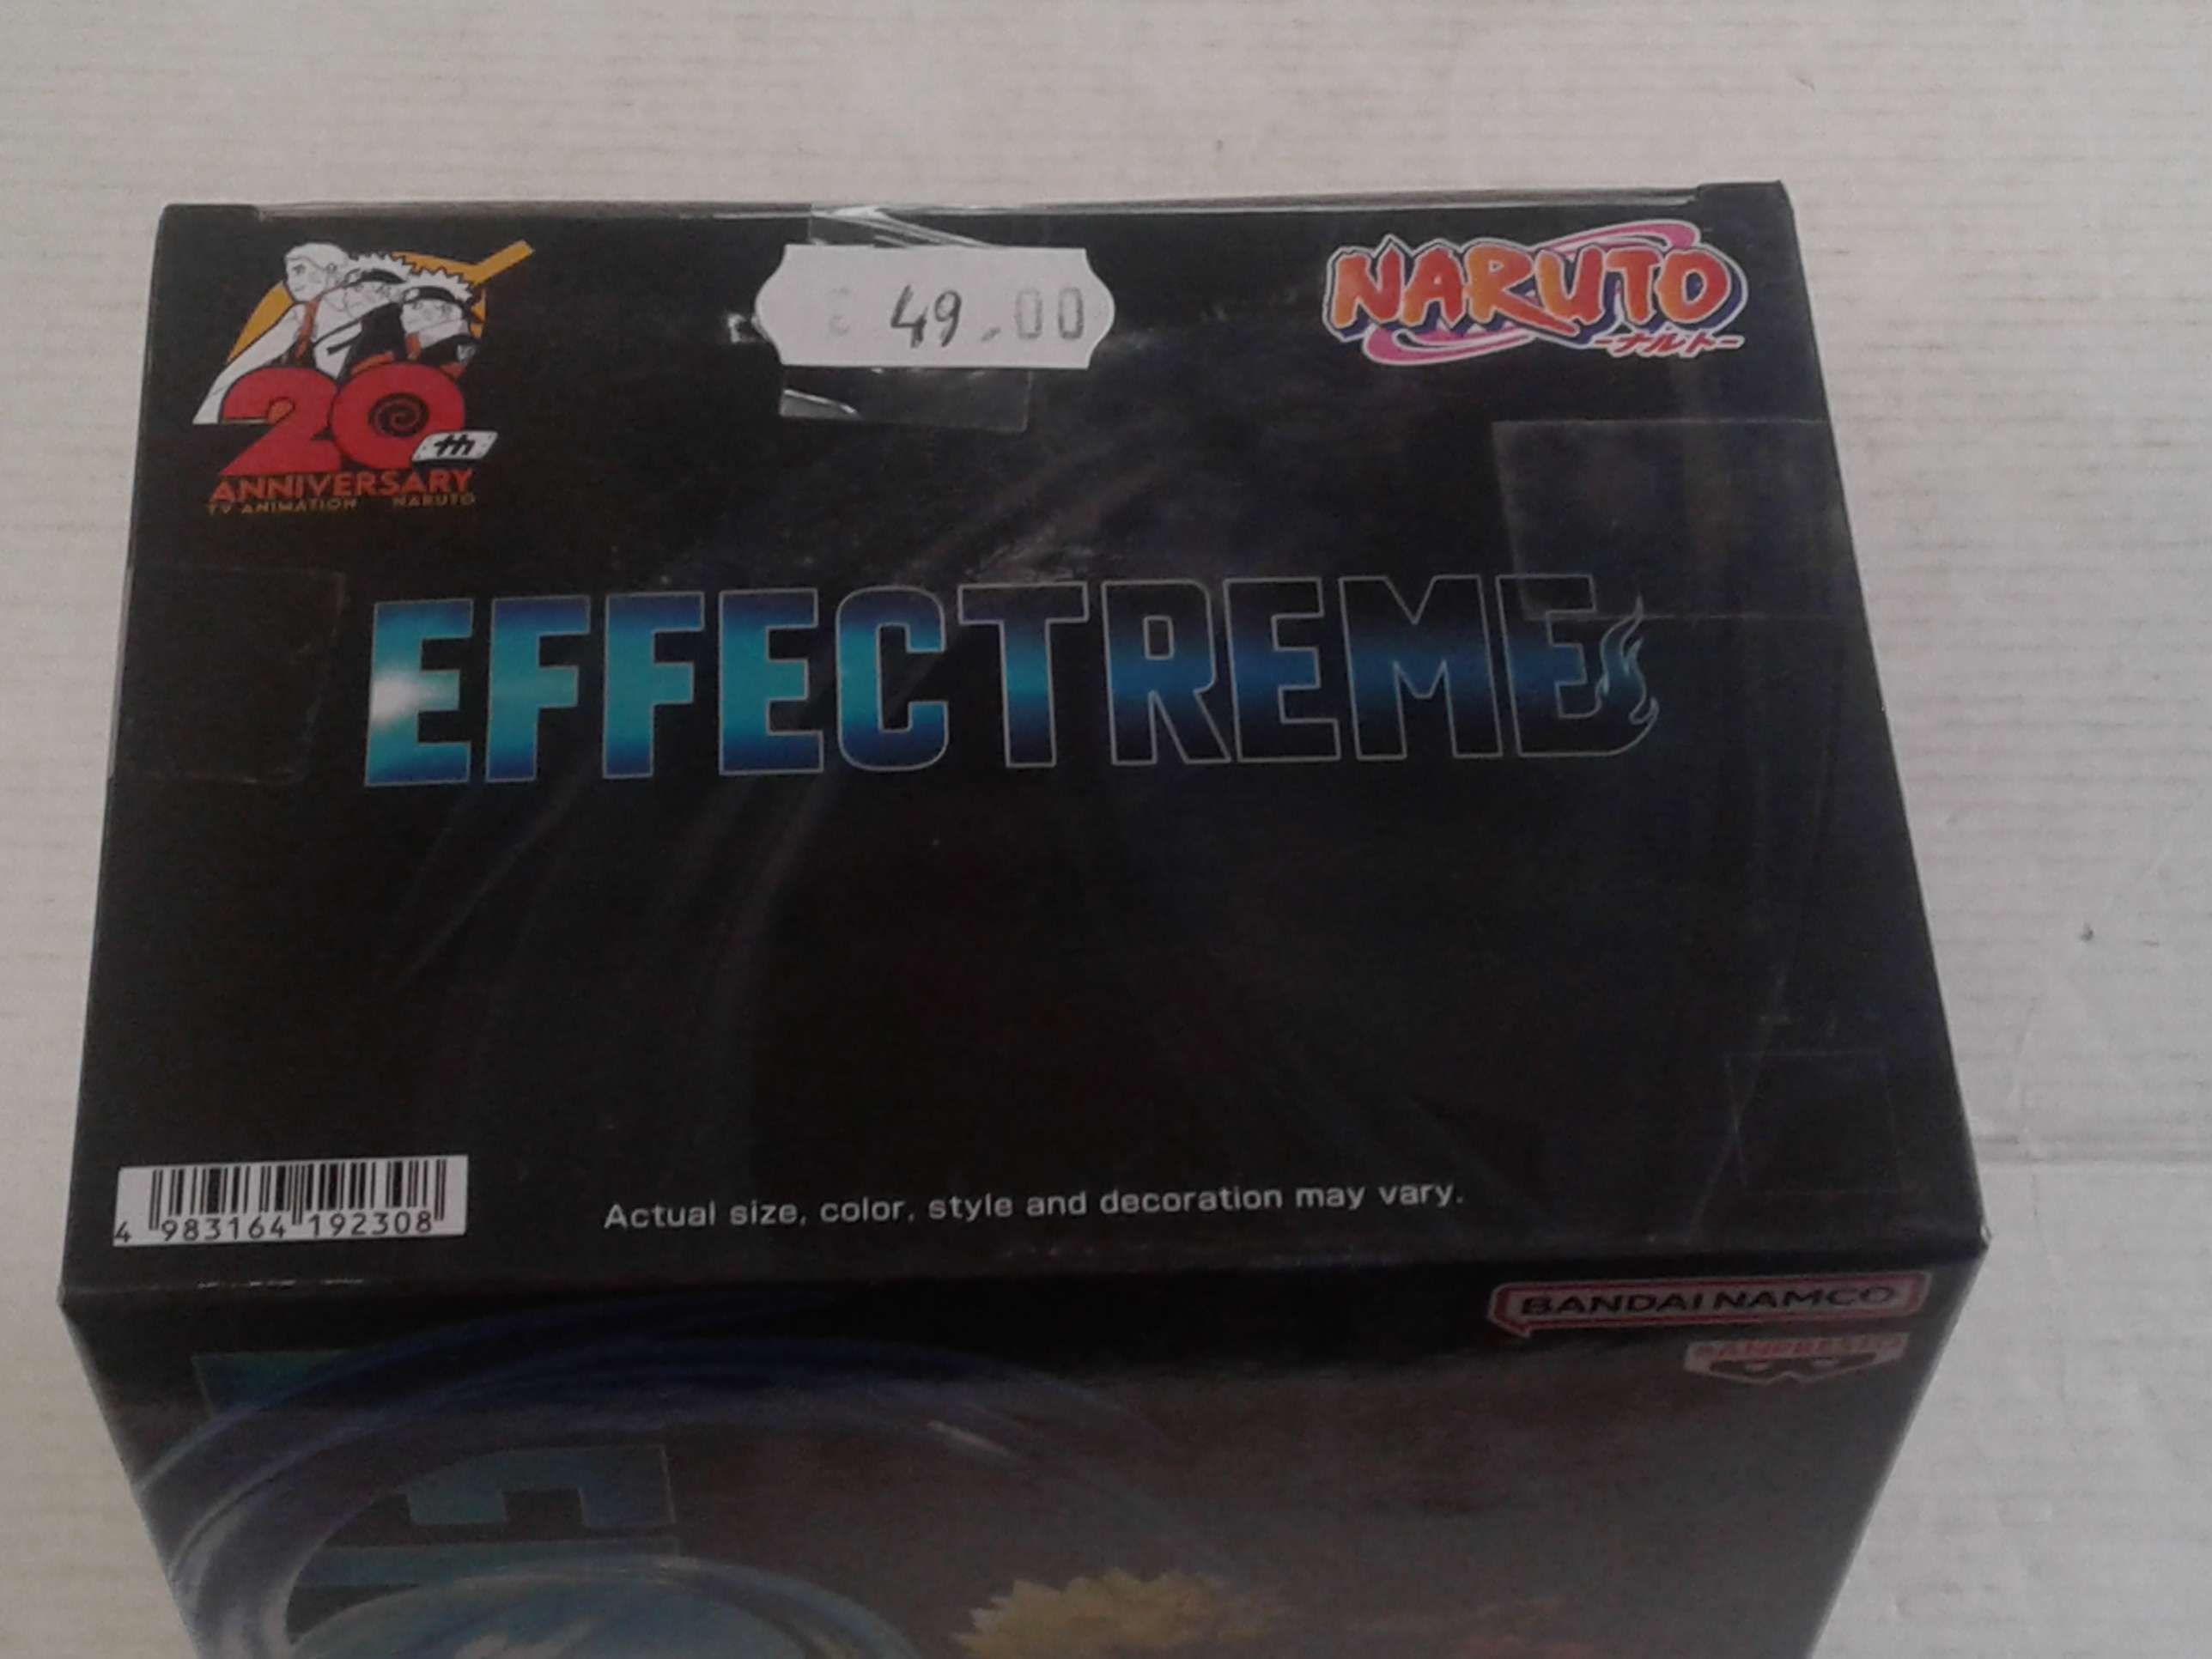 € 49.00
NARUTO
-ナルト-
20th
ANNIVERSARY
TV ANIMATION NARUTO
EFFECTREME
4 983164 192308
Actual size, color, style and decoration may vary.
BANDAI NAMCO
BANPRESTO